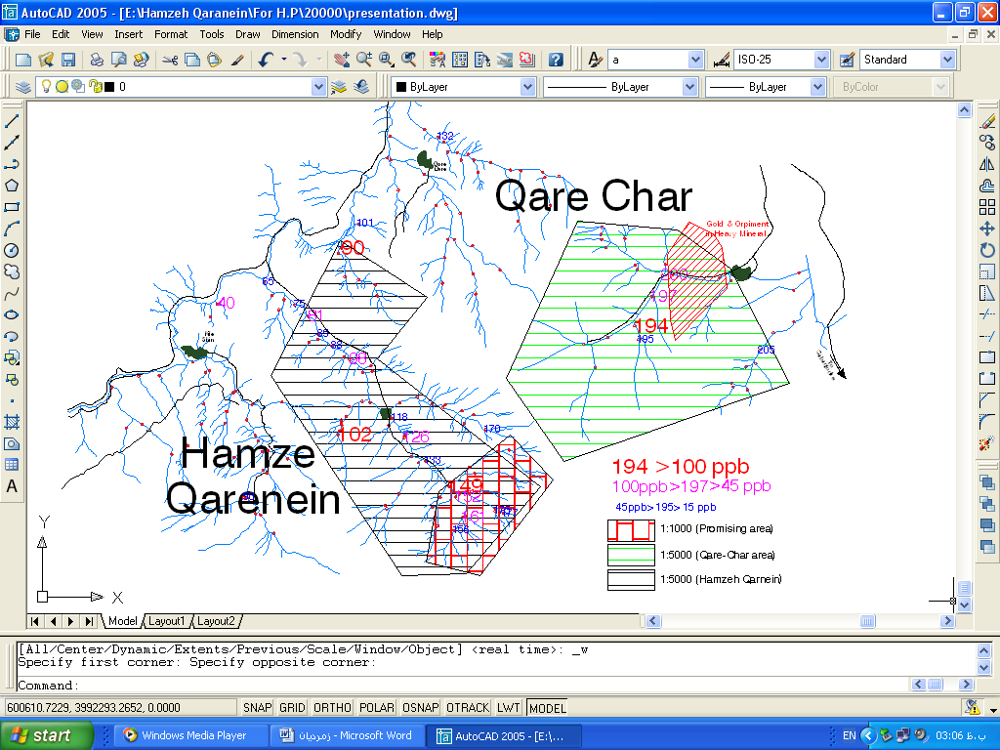 AutoCAD 2005 - [E:\Hamzeh Qaranein\For H.P\20000\presentation.dwg]
File Edit View Insert Format Tools Draw Dimension Modify Window Help
a ISO-25 Standard
0 ByLayer ByLayer ByLayer ByColor
132
Qare Char
101
Gold & Orpiment
in Heavy Mineral
90
65
40
75
81
197
194
195
89
88
98
205
118
102
126
170
Hamze
Qarenein
133
149
161
194 >100 ppb
100ppb>197>45 ppb
45ppb>195>15 ppb
1:1000 (Promising area)
1:5000 (Qare-Char area)
1:5000 (Hamzeh Qarnein)
Y
X
Model Layout1 Layout2
[All/Center/Dynamic/Extents/Previous/Scale/Window/Object] <real time>: _w
Specify first corner: Specify opposite corner:
Command:
600610.7229, 3992293.2652, 0.0000 SNAP GRID ORTHO POLAR OSNAP OTRACK LWT MODEL
start Windows Media Player زمردیان - Microsoft Word AutoCAD 2005 - [E:\... EN 03:06 ب.ظ